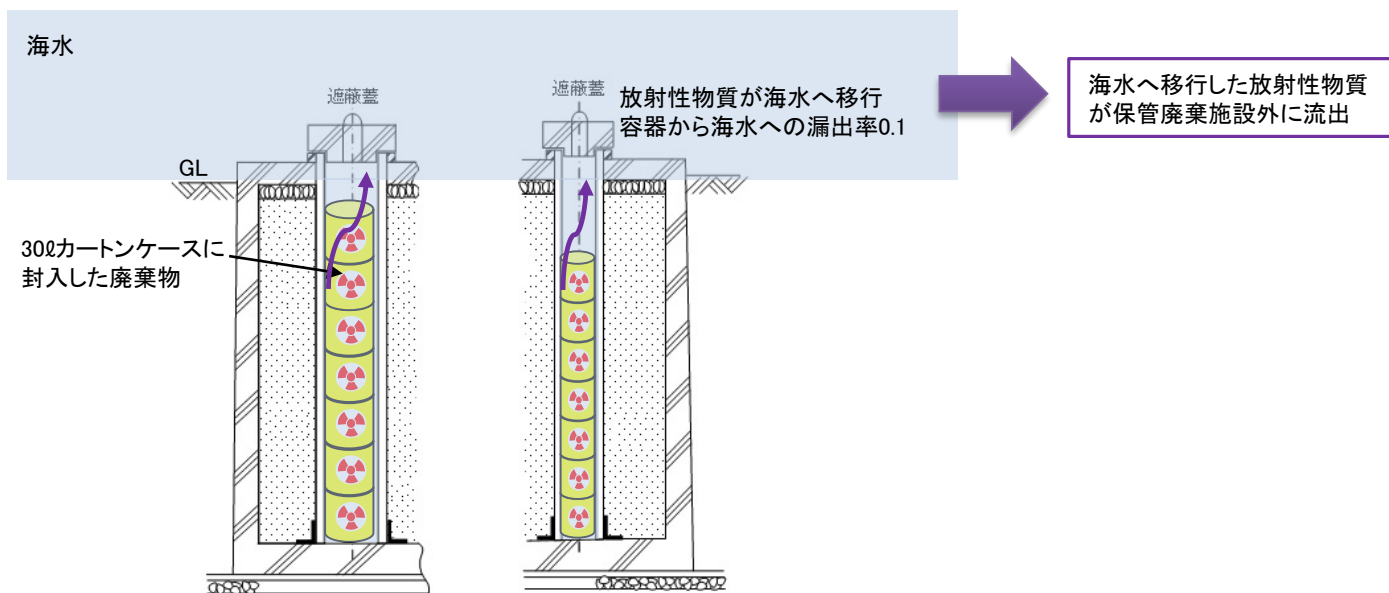 海水
遮蔽蓋
遮蔽蓋
放射性物質が海水へ移行
容器から海水への漏出率0.1
海水へ移行した放射性物質
が保管廃棄施設外に流出
GL
30ℓカートンケースに
封入した廃棄物